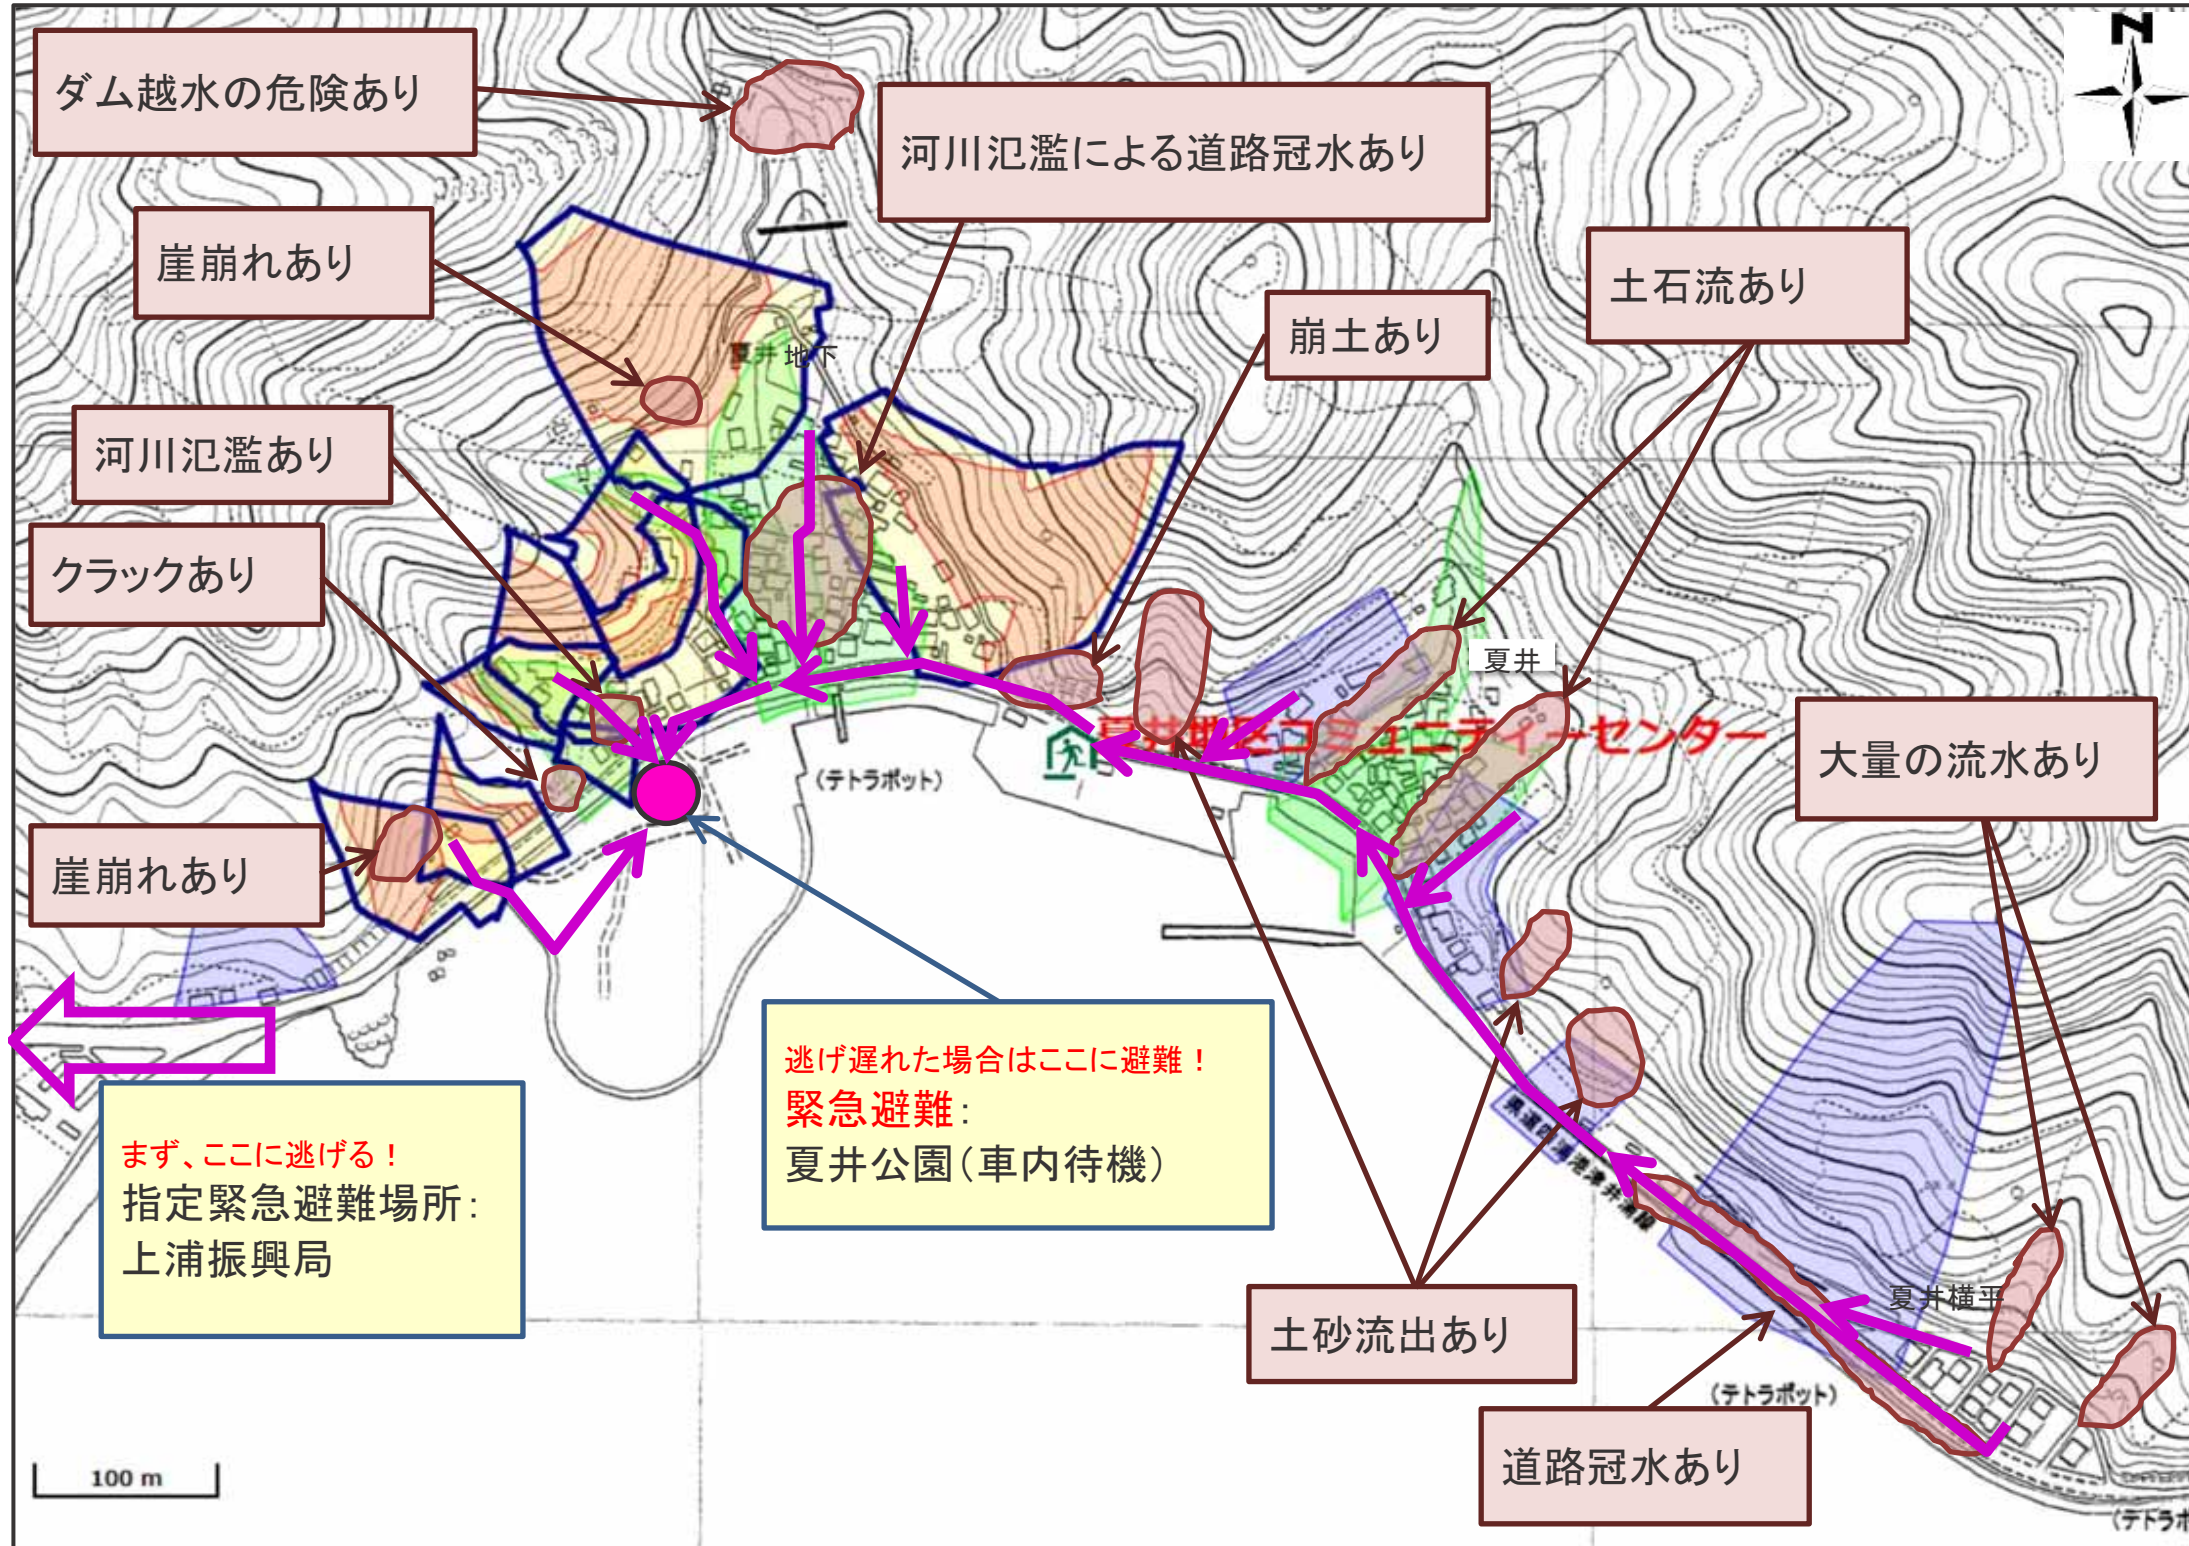 N
ダム越水の危険あり
河川氾濫による道路冠水あり
崖崩れあり
土石流あり
崩土あり
夏井地下
河川氾濫あり
クラックあり
夏井
夏井地区コミュニティーセンター
大量の流水あり
(テトラポット)
崖崩れあり
逃げ遅れた場合はここに避難！
緊急避難：
夏井公園(車内待機)
まず、ここに逃げる！
指定緊急避難場所：
上浦振興局
夏井横平
土砂流出あり
(テトラポット)
道路冠水あり
100 m
(テトラポ